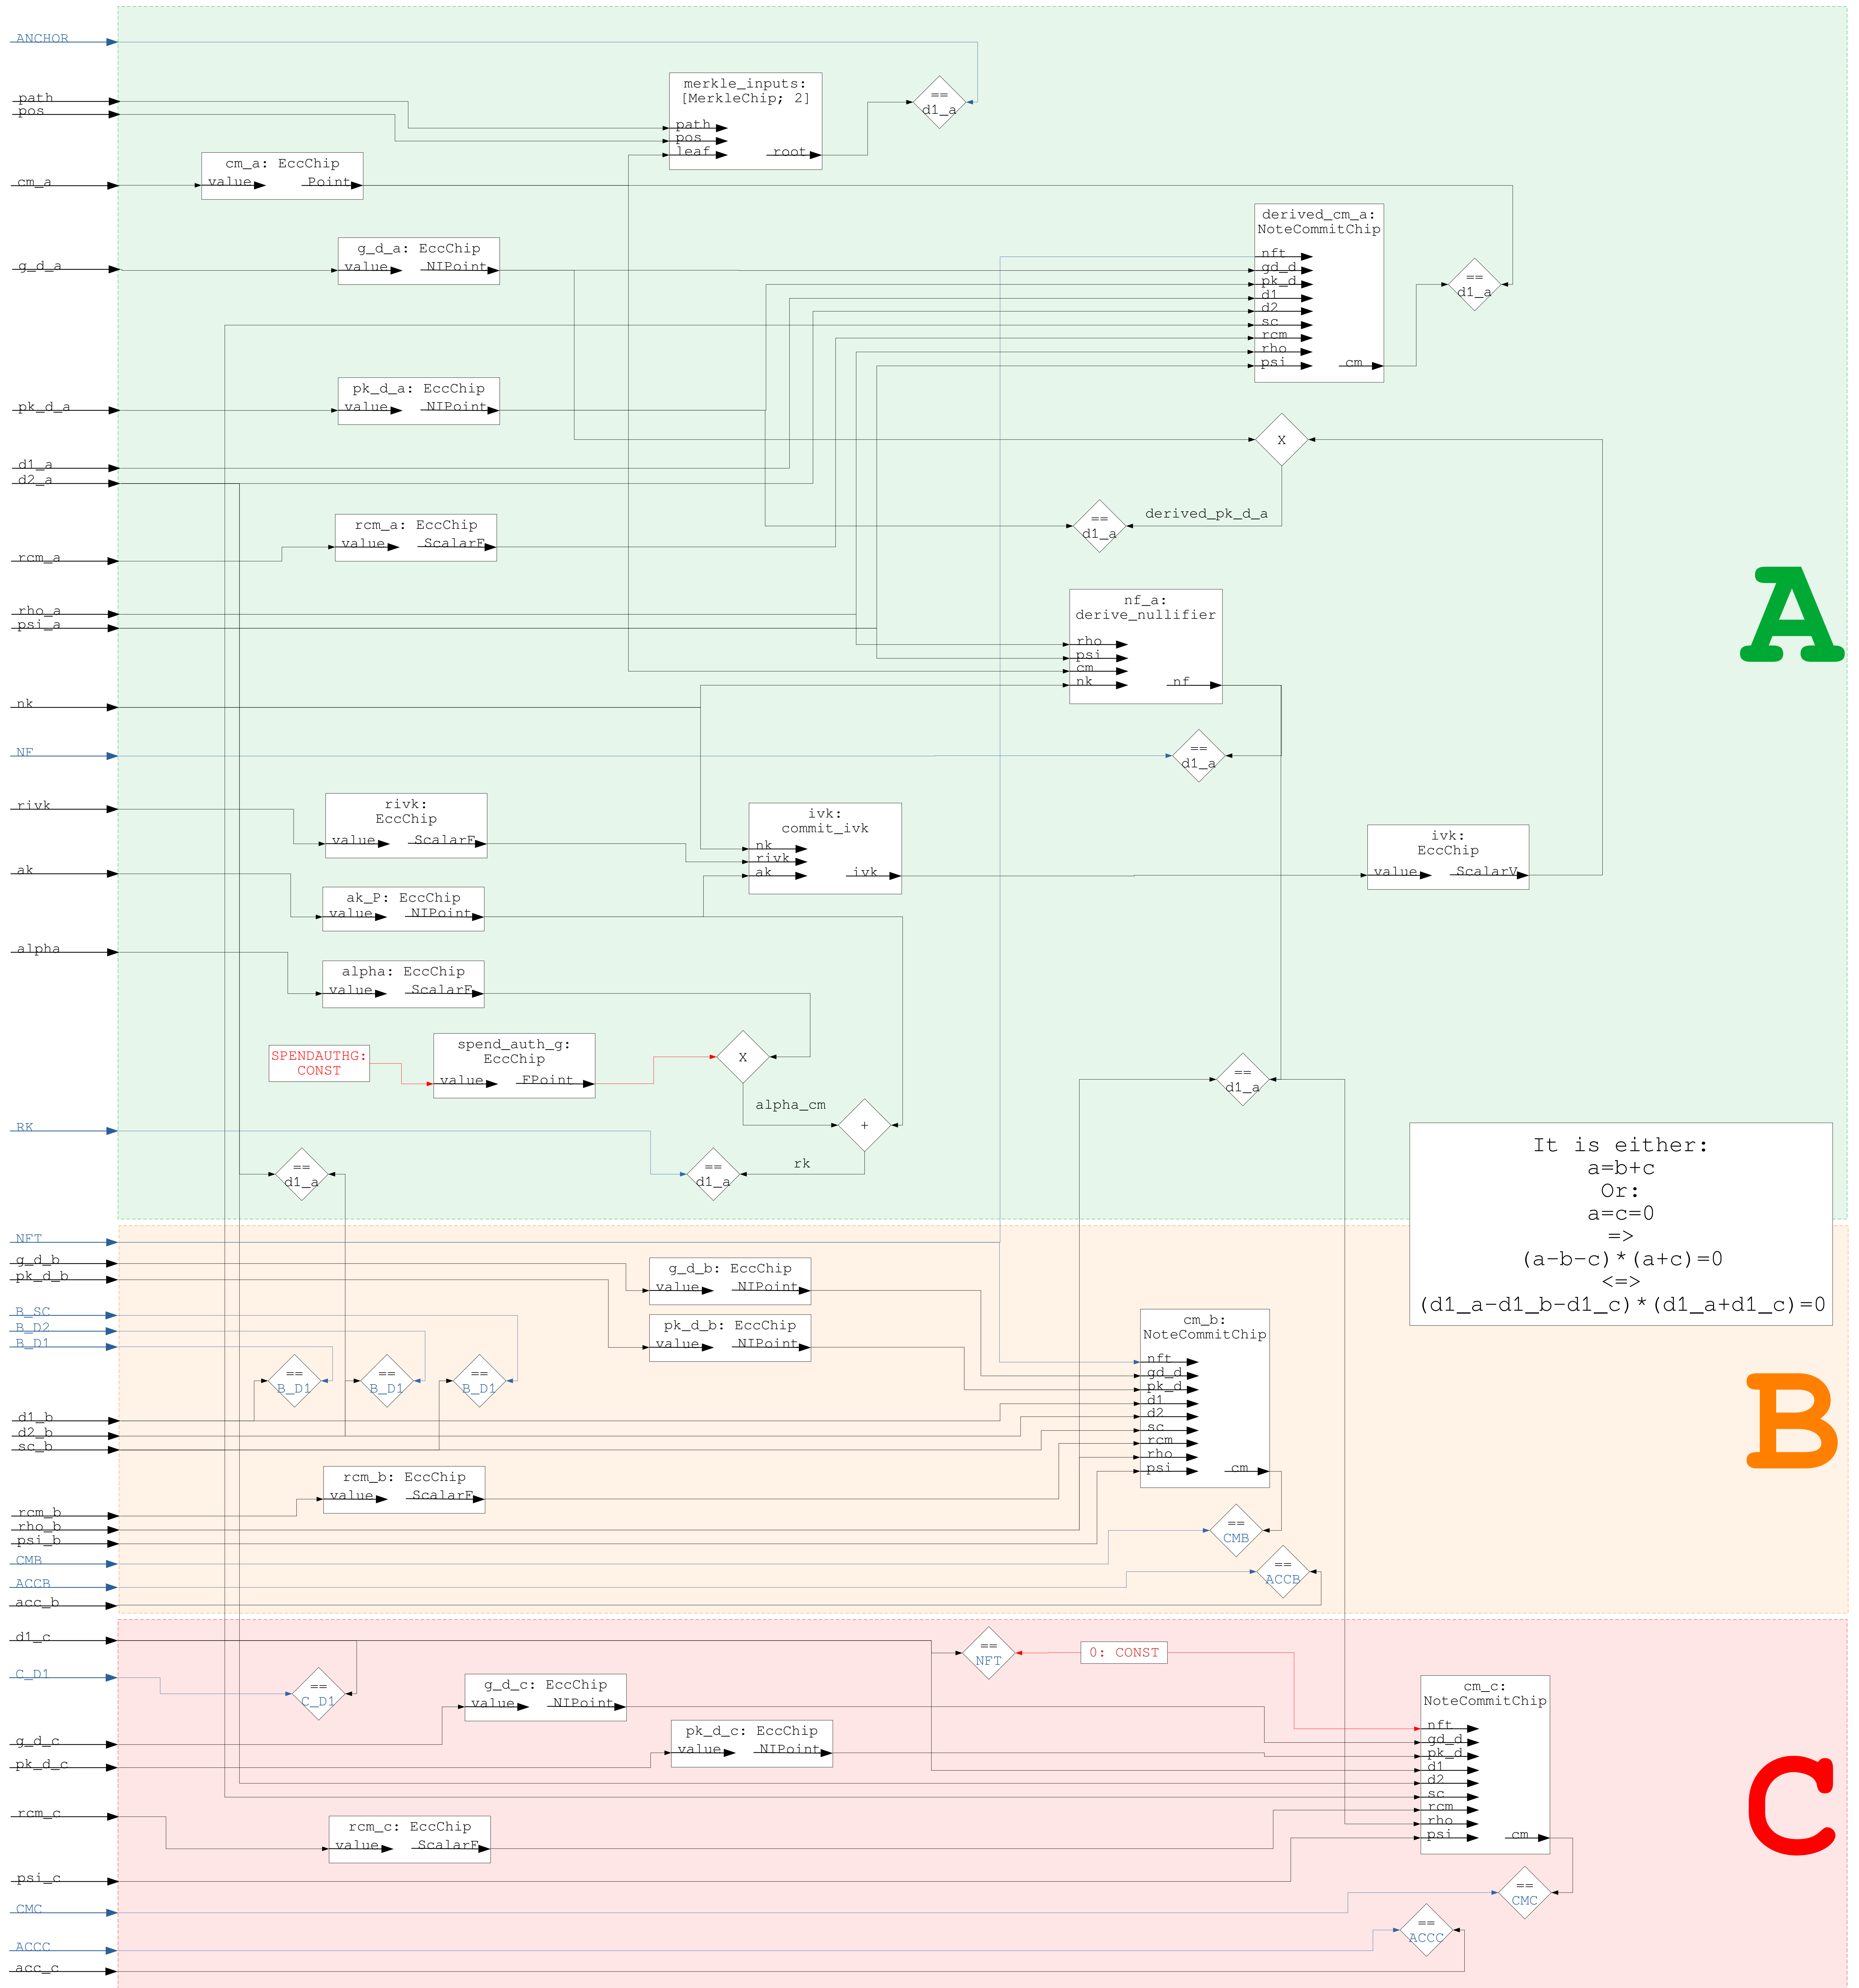 ANCHOR
path
pos
merkle_inputs:
[MerkleChip; 2]
path
pos
leaf
root
==
d1_a
cm_a
cm_a: EccChip
value
Point
derived_cm_a:
NoteCommitChip
nft
gd_d
pk_d
d1
d2
sc
rcm
rho
psi
cm
==
d1_a
g_d_a
g_d_a: EccChip
value
NIPoint
pk_d_a
pk_d_a: EccChip
value
NIPoint
X
d1_a
d2_a
derived_pk_d_a
==
d1_a
rcm_a
rcm_a: EccChip
value
ScalarF
A
rho_a
psi_a
nf_a:
derive_nullifier
rho
psi
cm
nk
nf
nk
NF
==
d1_a
rivk
rivk:
EccChip
value
ScalarF
ivk:
commit_ivk
nk
rivk
ak
ivk
ivk:
EccChip
value
ScalarV
ak
ak_P: EccChip
value
NIPoint
alpha
alpha: EccChip
value
ScalarF
SPENDAUTHG:
CONST
spend_auth_g:
EccChip
value
FPoint
X
==
d1_a
alpha_cm
+
RK
rk
==
d1_a
==
d1_a
It is either:
a=b+c
Or:
a=c=0
=>
(a-b-c)*(a+c)=0
<=>
(d1_a-d1_b-d1_c)*(d1_a+d1_c)=0
NFT
g_d_b
pk_d_b
g_d_b: EccChip
value
NIPoint
B_SC
B_D2
B_D1
pk_d_b: EccChip
value
NIPoint
==
B_D1
==
B_D1
==
B_D1
cm_b:
NoteCommitChip
nft
gd_d
pk_d
d1
d2
sc
rcm
rho
psi
cm
B
d1_b
d2_b
sc_b
rcm_b: EccChip
value
ScalarF
rcm_b
rho_b
psi_b
==
CMB
CMB
ACCB
acc_b
==
ACCB
d1_c
==
NFT
0: CONST
C_D1
==
C_D1
g_d_c: EccChip
value
NIPoint
cm_c:
NoteCommitChip
nft
gd_d
pk_d
d1
d2
sc
rcm
rho
psi
cm
g_d_c
pk_d_c
pk_d_c: EccChip
value
NIPoint
C
rcm_c
rcm_c: EccChip
value
ScalarF
psi_c
CMC
==
CMC
ACCC
==
ACCC
acc_c